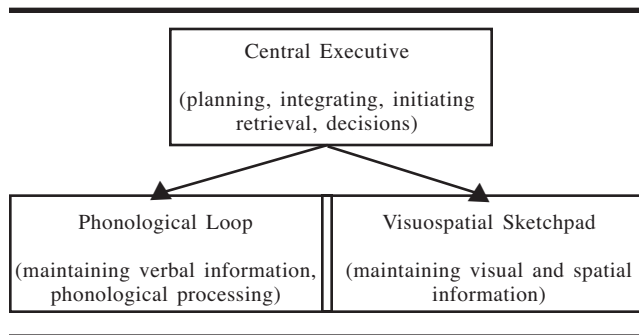 Central Executive
(planning, integrating, initiating
retrieval, decisions)
Phonological Loop
(maintaining verbal information,
phonological processing)
Visuospatial Sketchpad
(maintaining visual and spatial
information)